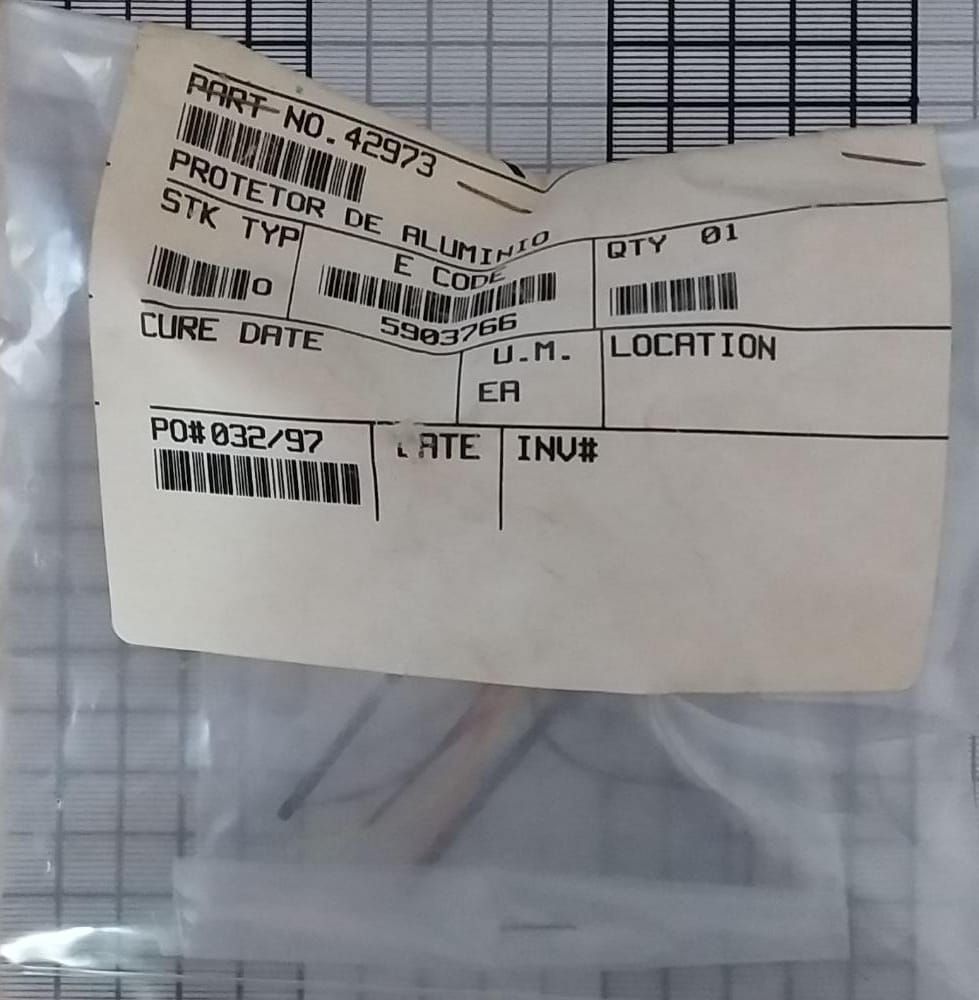 PART NO. 42973
PROTETOR DE ALUMINIO
STK TYP
E CODE
QTY 01
0
5903766
CURE DATE
U.M.
LOCATION
EA
PO# 032/97
ATE
INV#